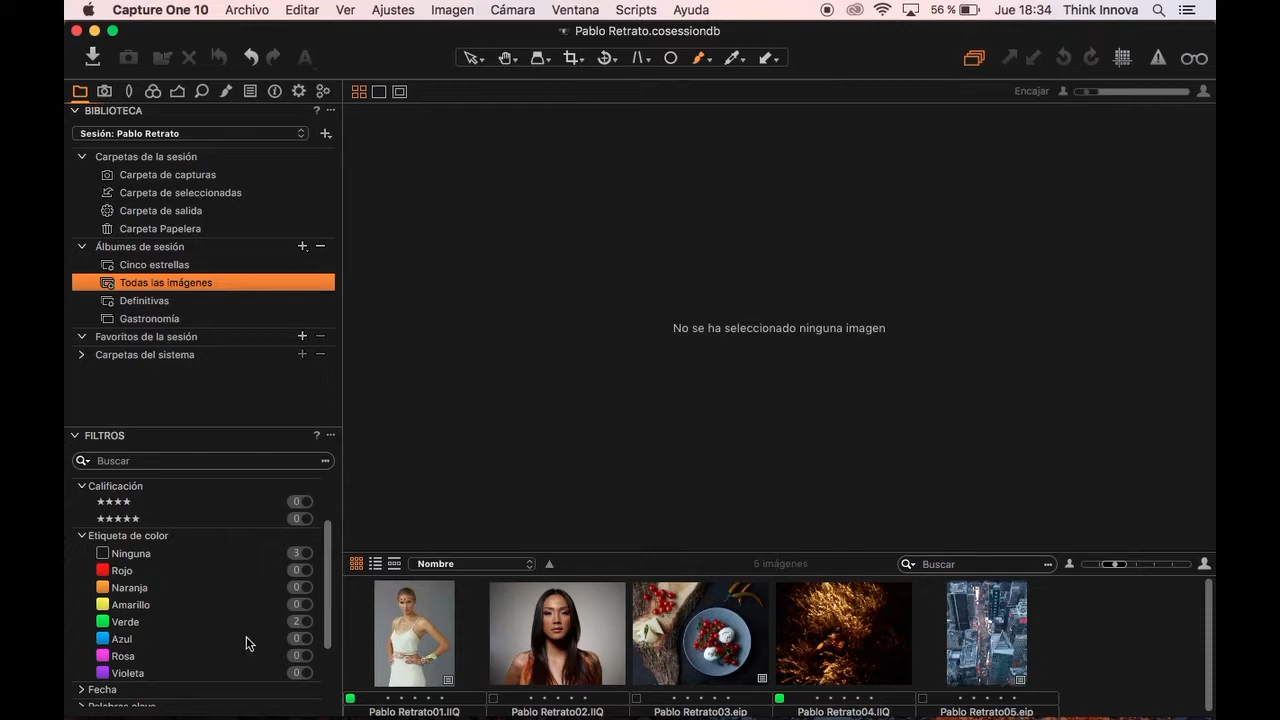 Capture One 10 Archivo Editar Ver Ajustes Imagen Cámara Ventana Scripts Ayuda 56 % Jue 18:34 Think Innova
Pablo Retrato.cosessiondb
Encajar
BIBLIOTECA ? ...
Sesión: Pablo Retrato
Carpetas de la sesión
Carpeta de capturas
Carpeta de seleccionadas
Carpeta de salida
Carpeta Papelera
Álbumes de sesión
Cinco estrellas
Todas las imágenes
Definitivas
Gastronomía
Favoritos de la sesión
Carpetas del sistema
No se ha seleccionado ninguna imagen
FILTROS ? ...
Buscar
Calificación
★★★★ 0
★★★★★ 0
Etiqueta de color
Ninguna 3
Rojo 0
Naranja 0
Amarillo 0
Verde 2
Azul 0
Rosa 0
Violeta 0
Fecha
Palabras clave
Nombre 5 imágenes Buscar
Pablo Retrato01.IIQ Pablo Retrato02.IIQ Pablo Retrato03.eip Pablo Retrato04.IIQ Pablo Retrato05.eip